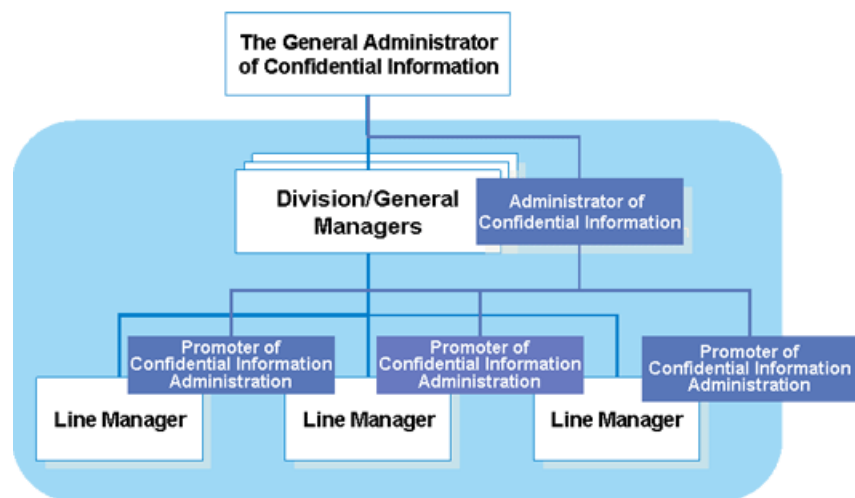 The General Administrator
of Confidential Information
Division/General
Managers
Administrator of
Confidential Information
Promoter of
Confidential Information
Administration
Promoter of
Confidential Information
Administration
Promoter of
Confidential Information
Administration
Line Manager
Line Manager
Line Manager